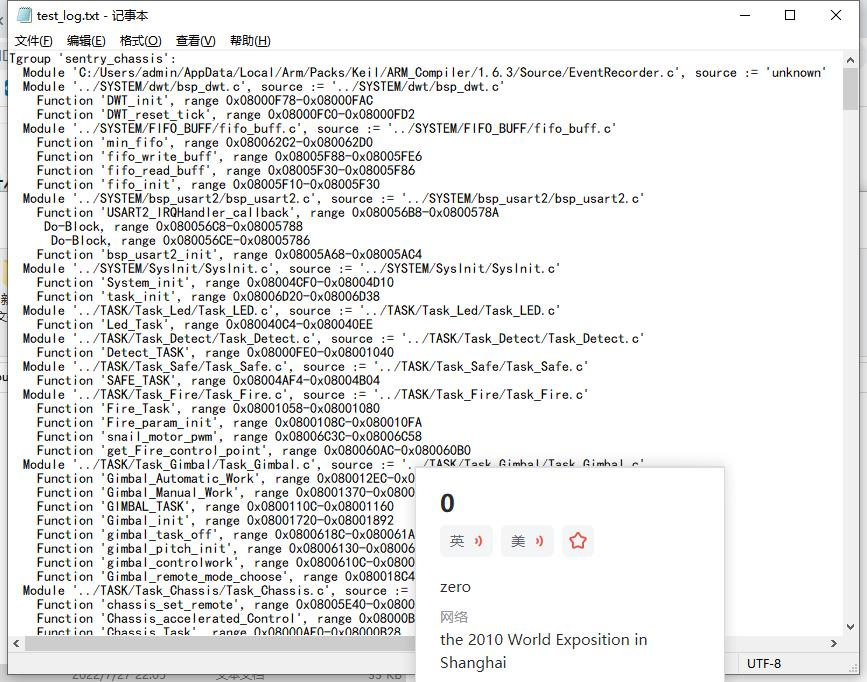 test_log.txt - 记事本
文件(F) 编辑(E) 格式(O) 查看(V) 帮助(H)
Tgroup 'sentry_chassis':
Module 'C:/Users/admin/AppData/Local/Arm/Packs/Keil/ARM_Compiler/1.6.3/Source/EventRecorder.c', source := 'unknown'
Module '../SYSTEM/dwt/bsp_dwt.c', source := '../SYSTEM/dwt/bsp_dwt.c'
Function 'DWT_init', range 0x08000F78-0x08000FAC
Function 'DWT_reset_tick', range 0x08000FC0-0x08000FD2
Module '../SYSTEM/FIFO_BUFF/fifo_buff.c', source := '../SYSTEM/FIFO_BUFF/fifo_buff.c'
Function 'min_fifo', range 0x080062C2-0x080062D0
Function 'fifo_write_buff', range 0x08005F88-0x08005FE6
Function 'fifo_read_buff', range 0x08005F30-0x08005F86
Function 'fifo_init', range 0x08005F10-0x08005F30
Module '../SYSTEM/bsp_usart2/bsp_usart2.c', source := '../SYSTEM/bsp_usart2/bsp_usart2.c'
Function 'USART2_IRQHandler_callback', range 0x080056B8-0x0800578A
Do-Block, range 0x080056C8-0x08005788
Do-Block, range 0x080056CE-0x08005786
Function 'bsp_usart2_init', range 0x08005A68-0x08005AC4
Module '../SYSTEM/SysInit/SysInit.c', source := '../SYSTEM/SysInit/SysInit.c'
Function 'System_init', range 0x08004CF0-0x08004D10
Function 'task_init', range 0x08006D20-0x08006D38
Module '../TASK/Task_Led/Task_LED.c', source := '../TASK/Task_Led/Task_LED.c'
Function 'Led_Task', range 0x080040C4-0x080040EE
Module '../TASK/Task_Detect/Task_Detect.c', source := '../TASK/Task_Detect/Task_Detect.c'
Function 'Detect_TASK', range 0x08000FE0-0x08001040
Module '../TASK/Task_Safe/Task_Safe.c', source := '../TASK/Task_Safe/Task_Safe.c'
Function 'SAFE_TASK', range 0x08004AF4-0x08004B04
Module '../TASK/Task_Fire/Task_Fire.c', source := '../TASK/Task_Fire/Task_Fire.c'
Function 'Fire_Task', range 0x08001058-0x08001080
Function 'Fire_param_init', range 0x0800108C-0x080010FA
Function 'snail_motor_pwm', range 0x08006C3C-0x08006C58
Function 'get_Fire_control_point', range 0x080060AC-0x080060B0
Module '../TASK/Task_Gimbal/Task_Gimbal.c', source := '../TASK/Task_Gimbal/Task_Gimbal.c'
Function 'Gimbal_Automatic_Work', range 0x080012EC-0
Function 'Gimbal_Manual_Work', range 0x08001370-0x0800
Function 'GIMBAL_TASK', range 0x0800110C-0x08001160
Function 'Gimbal_init', range 0x08001720-0x08001892
Function 'gimbal_task_off', range 0x0800618C-0x080061A
Function 'gimbal_pitch_init', range 0x08006130-0x08006
Function 'gimbal_controlwork', range 0x0800610C-0x0800
Function 'Gimbal_remote_mode_choose', range 0x080018C4
Module '../TASK/Task_Chassis/Task_Chassis.c', source :=
Function 'chassis_set_remote', range 0x08005E40-0x0800
Function 'Chassis_accelerated_Control', range 0x08000B
Function 'Chassis_Task', range 0x08000AE0-0x08000B28
0
英 美
zero
网络
the 2010 World Exposition in
Shanghai
UTF-8
2022/7/27 22:05 文本文档 33 KB